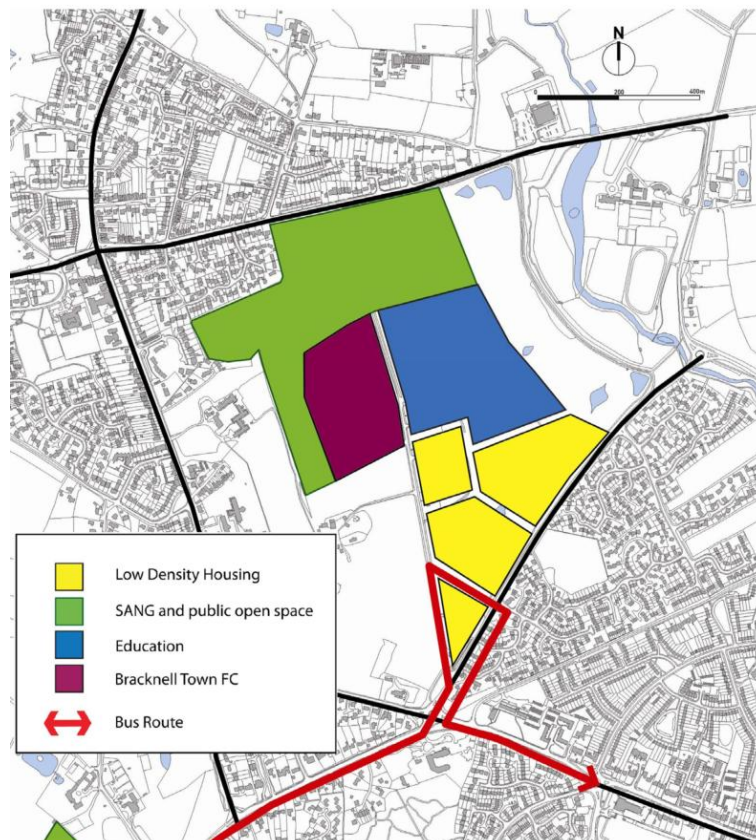 N
0 200 400m
Low Density Housing
SANG and public open space
Education
Bracknell Town FC
Bus Route